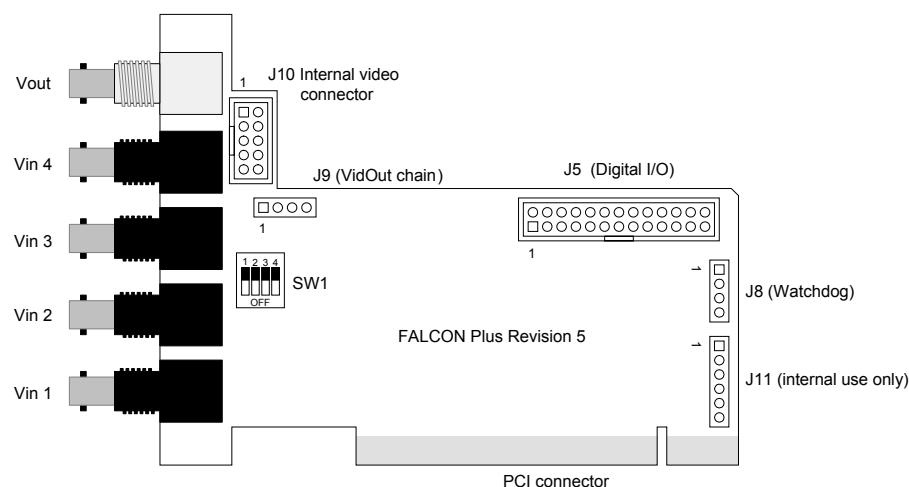 Vout
1
J10 Internal video
connector
Vin 4
J9 (VidOut chain)
J5 (Digital I/O)
1
1
Vin 3
1 2 3 4
OFF
SW1
1
J8 (Watchdog)
Vin 2
FALCON Plus Revision 5
1
J11 (internal use only)
Vin 1
PCI connector